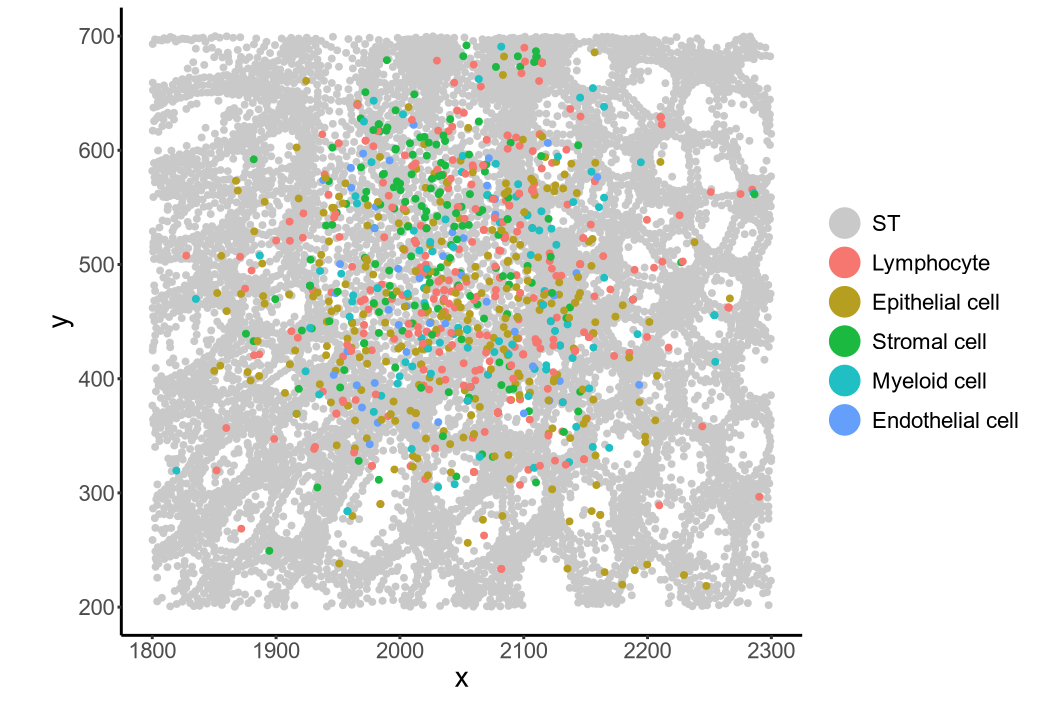 700
600
500
400
300
200
y
1800 1900 2000 2100 2200 2300
x
ST
Lymphocyte
Epithelial cell
Stromal cell
Myeloid cell
Endothelial cell